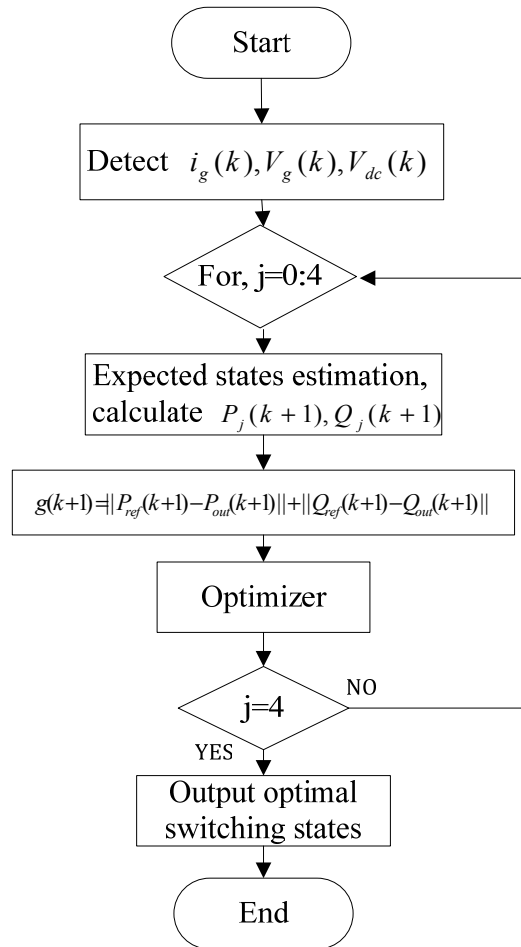 Start
Detect i_g(k),V_g(k),V_dc(k)
For, j=0:4
Expected states estimation,
calculate P_j(k+1),Q_j(k+1)
g(k+1)=||P_ref(k+1)−P_out(k+1)||+||Q_ref(k+1)−Q_out(k+1)||
Optimizer
j=4
NO
YES
Output optimal
switching states
End